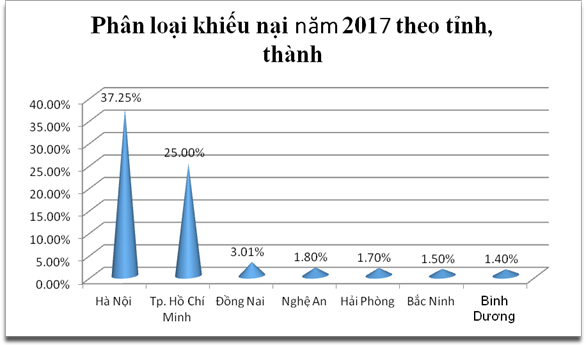 Phân loại khiếu nại năm 2017 theo tỉnh,
thành
40.00%
35.00%
30.00%
25.00%
20.00%
15.00%
10.00%
5.00%
0.00%
37.25%
25.00%
3.01%
1.80%
1.70%
1.50%
1.40%
Hà Nội
Tp. Hồ Chí
Minh
Đồng Nai
Nghệ An
Hải Phòng
Bắc Ninh
Bình
Dương